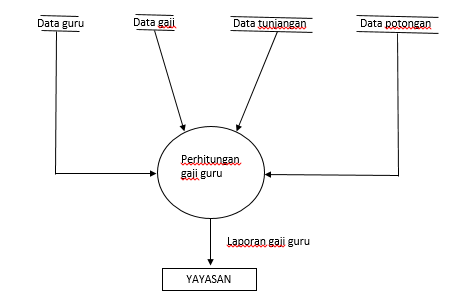 Data guru
Data gaji
Data tunjangan
Data potongan
Perhitungan
gaji guru
Laporan gaji guru
YAYASAN